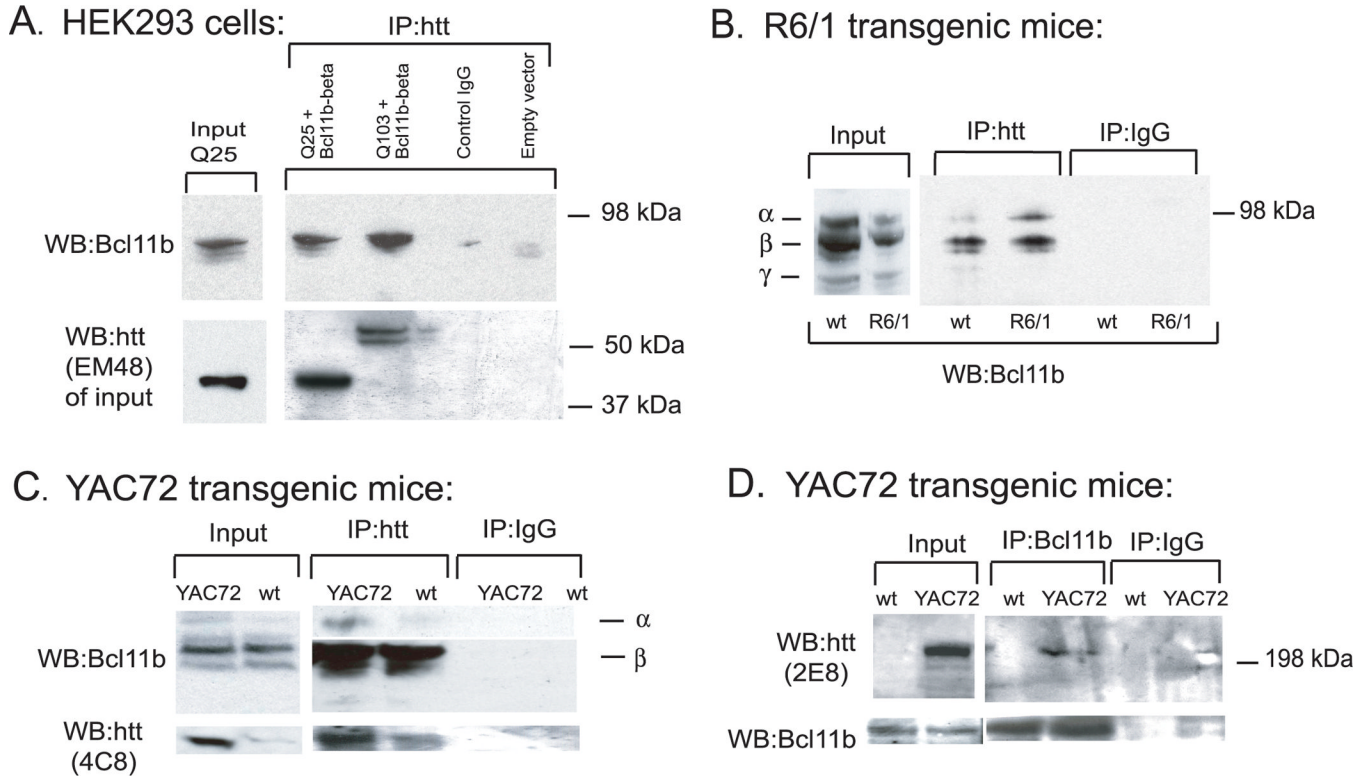 A. HEK293 cells:
IP:htt
Input Q25
Q25 + Bcl11b-beta
Q103 + Bcl11b-beta
Control IgG
Empty vector
WB:Bcl11b
98 kDa
WB:htt (EM48) of input
50 kDa
37 kDa
B. R6/1 transgenic mice:
Input
IP:htt
IP:IgG
α
β
γ
98 kDa
wt R6/1 wt R6/1 wt R6/1
WB:Bcl11b
C. YAC72 transgenic mice:
Input
IP:htt
IP:IgG
YAC72 wt YAC72 wt YAC72 wt
α
WB:Bcl11b
β
WB:htt (4C8)
D. YAC72 transgenic mice:
Input
IP:Bcl11b
IP:IgG
wt YAC72 wt YAC72 wt YAC72
WB:htt (2E8)
198 kDa
WB:Bcl11b